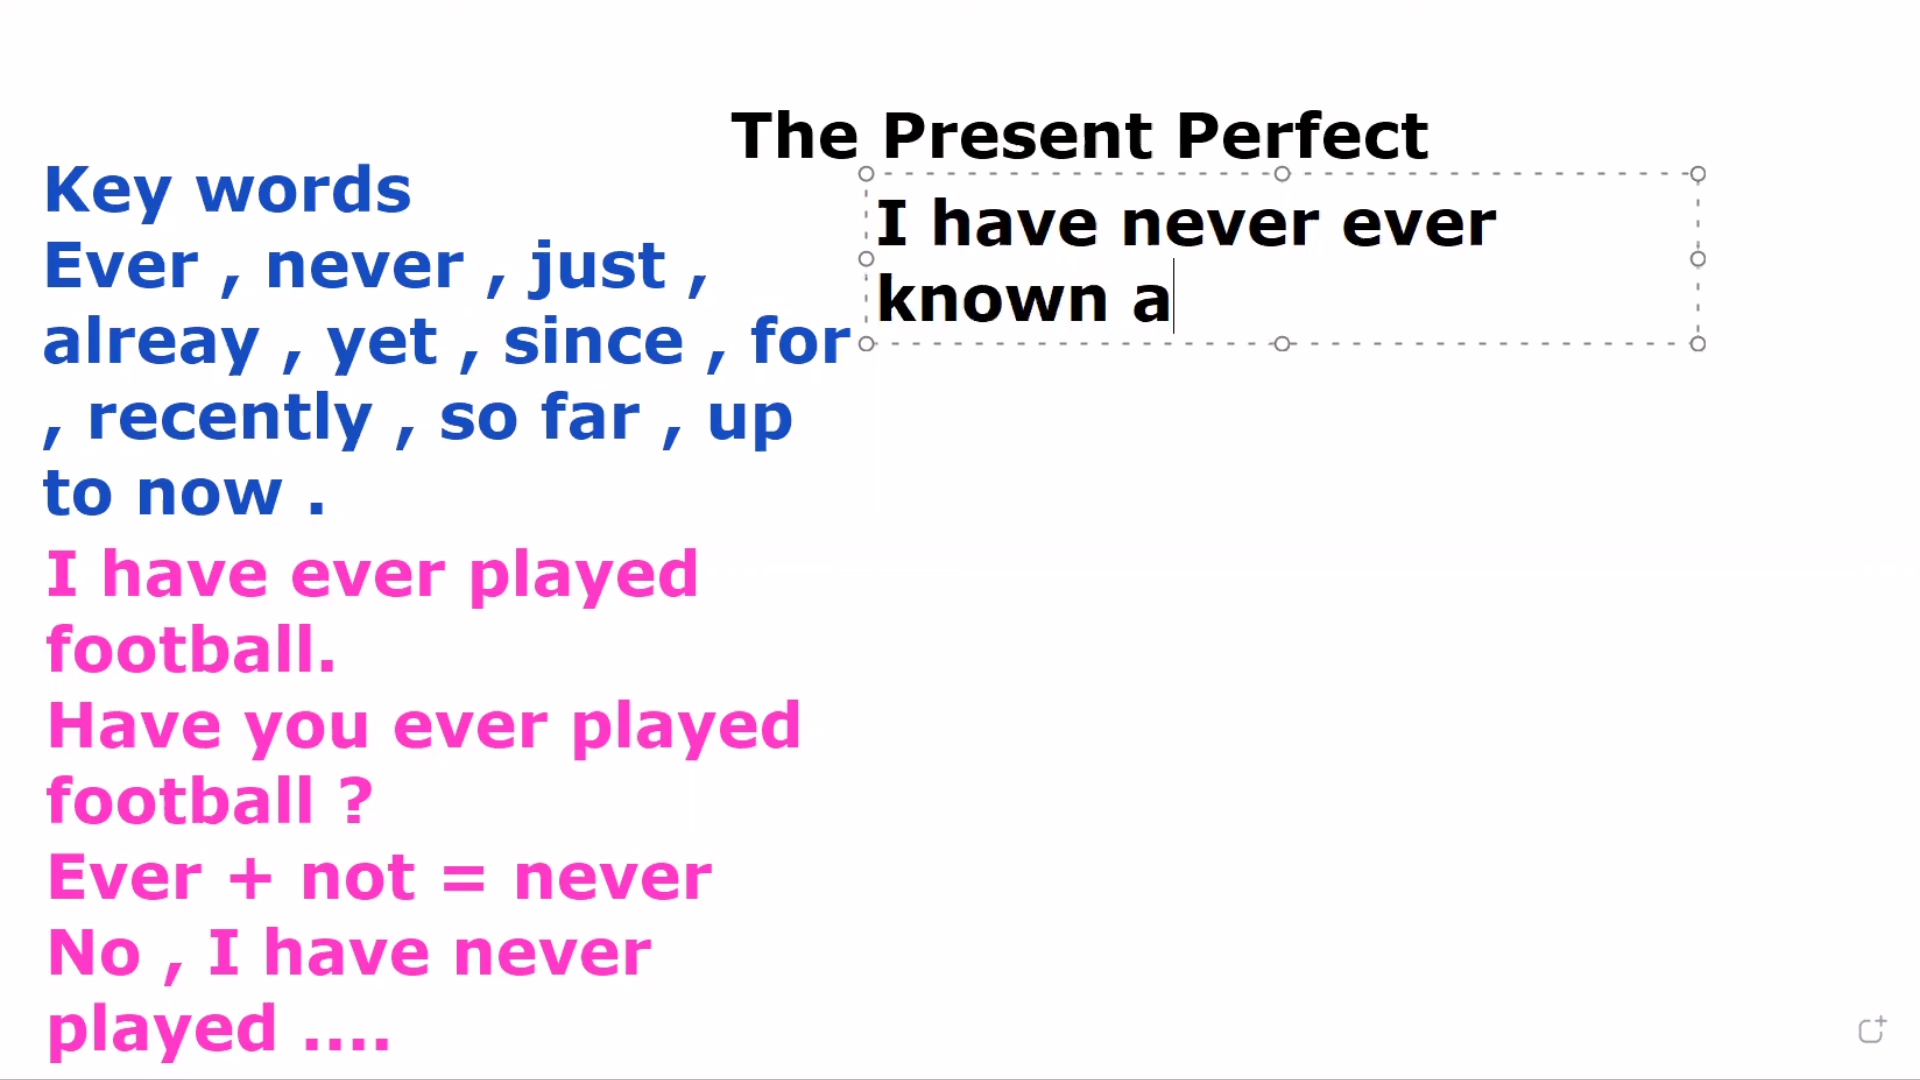 The Present Perfect
Key words
Ever , never , just ,
alreay , yet , since , for
, recently , so far , up
to now .
I have ever played
football.
Have you ever played
football ?
Ever + not = never
No , I have never
played ....
I have never ever
known a